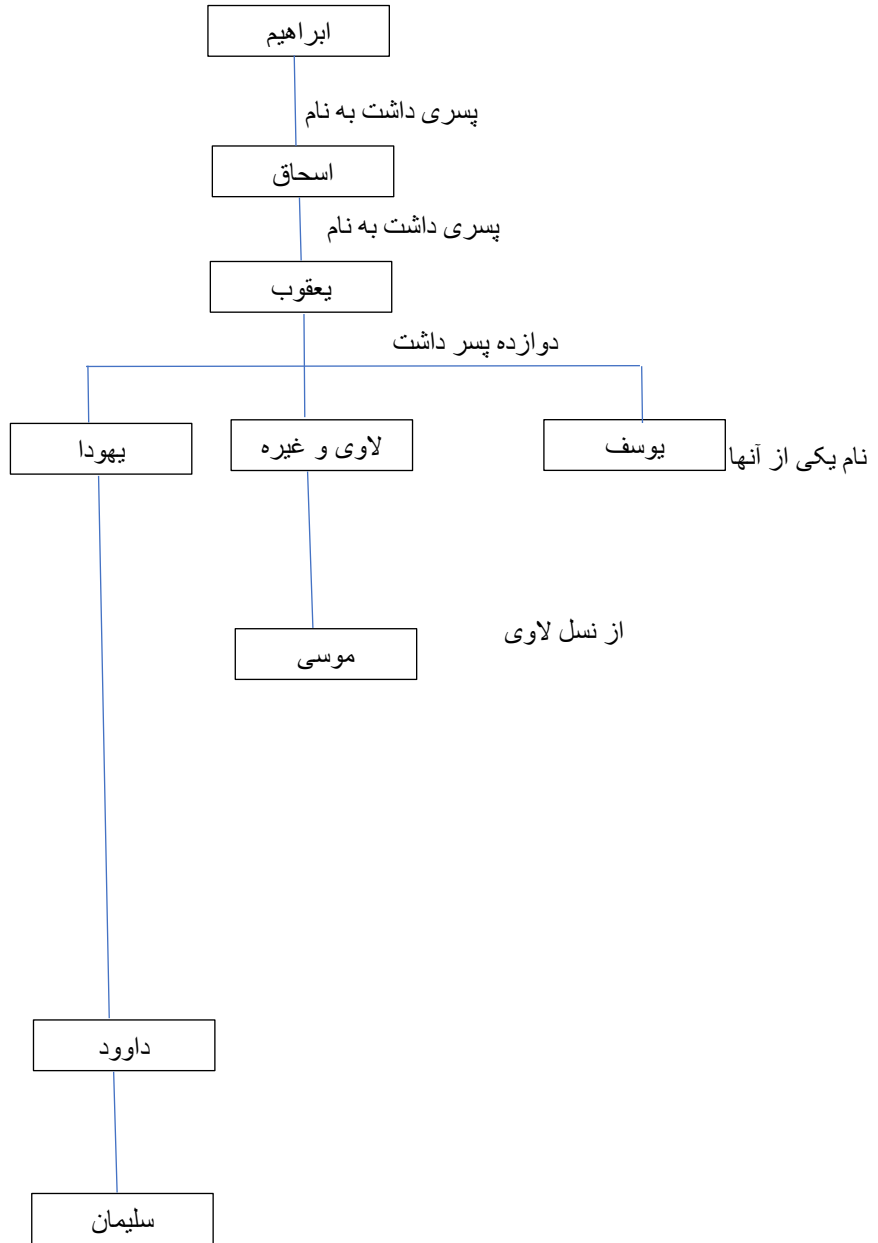 ابراهیم
پسری داشت به نام
اسحاق
پسری داشت به نام
یعقوب
دوازده پسر داشت
نام یکی از آنها
یوسف
لاوی و غیره
یهودا
از نسل لاوی
موسی
داوود
سلیمان